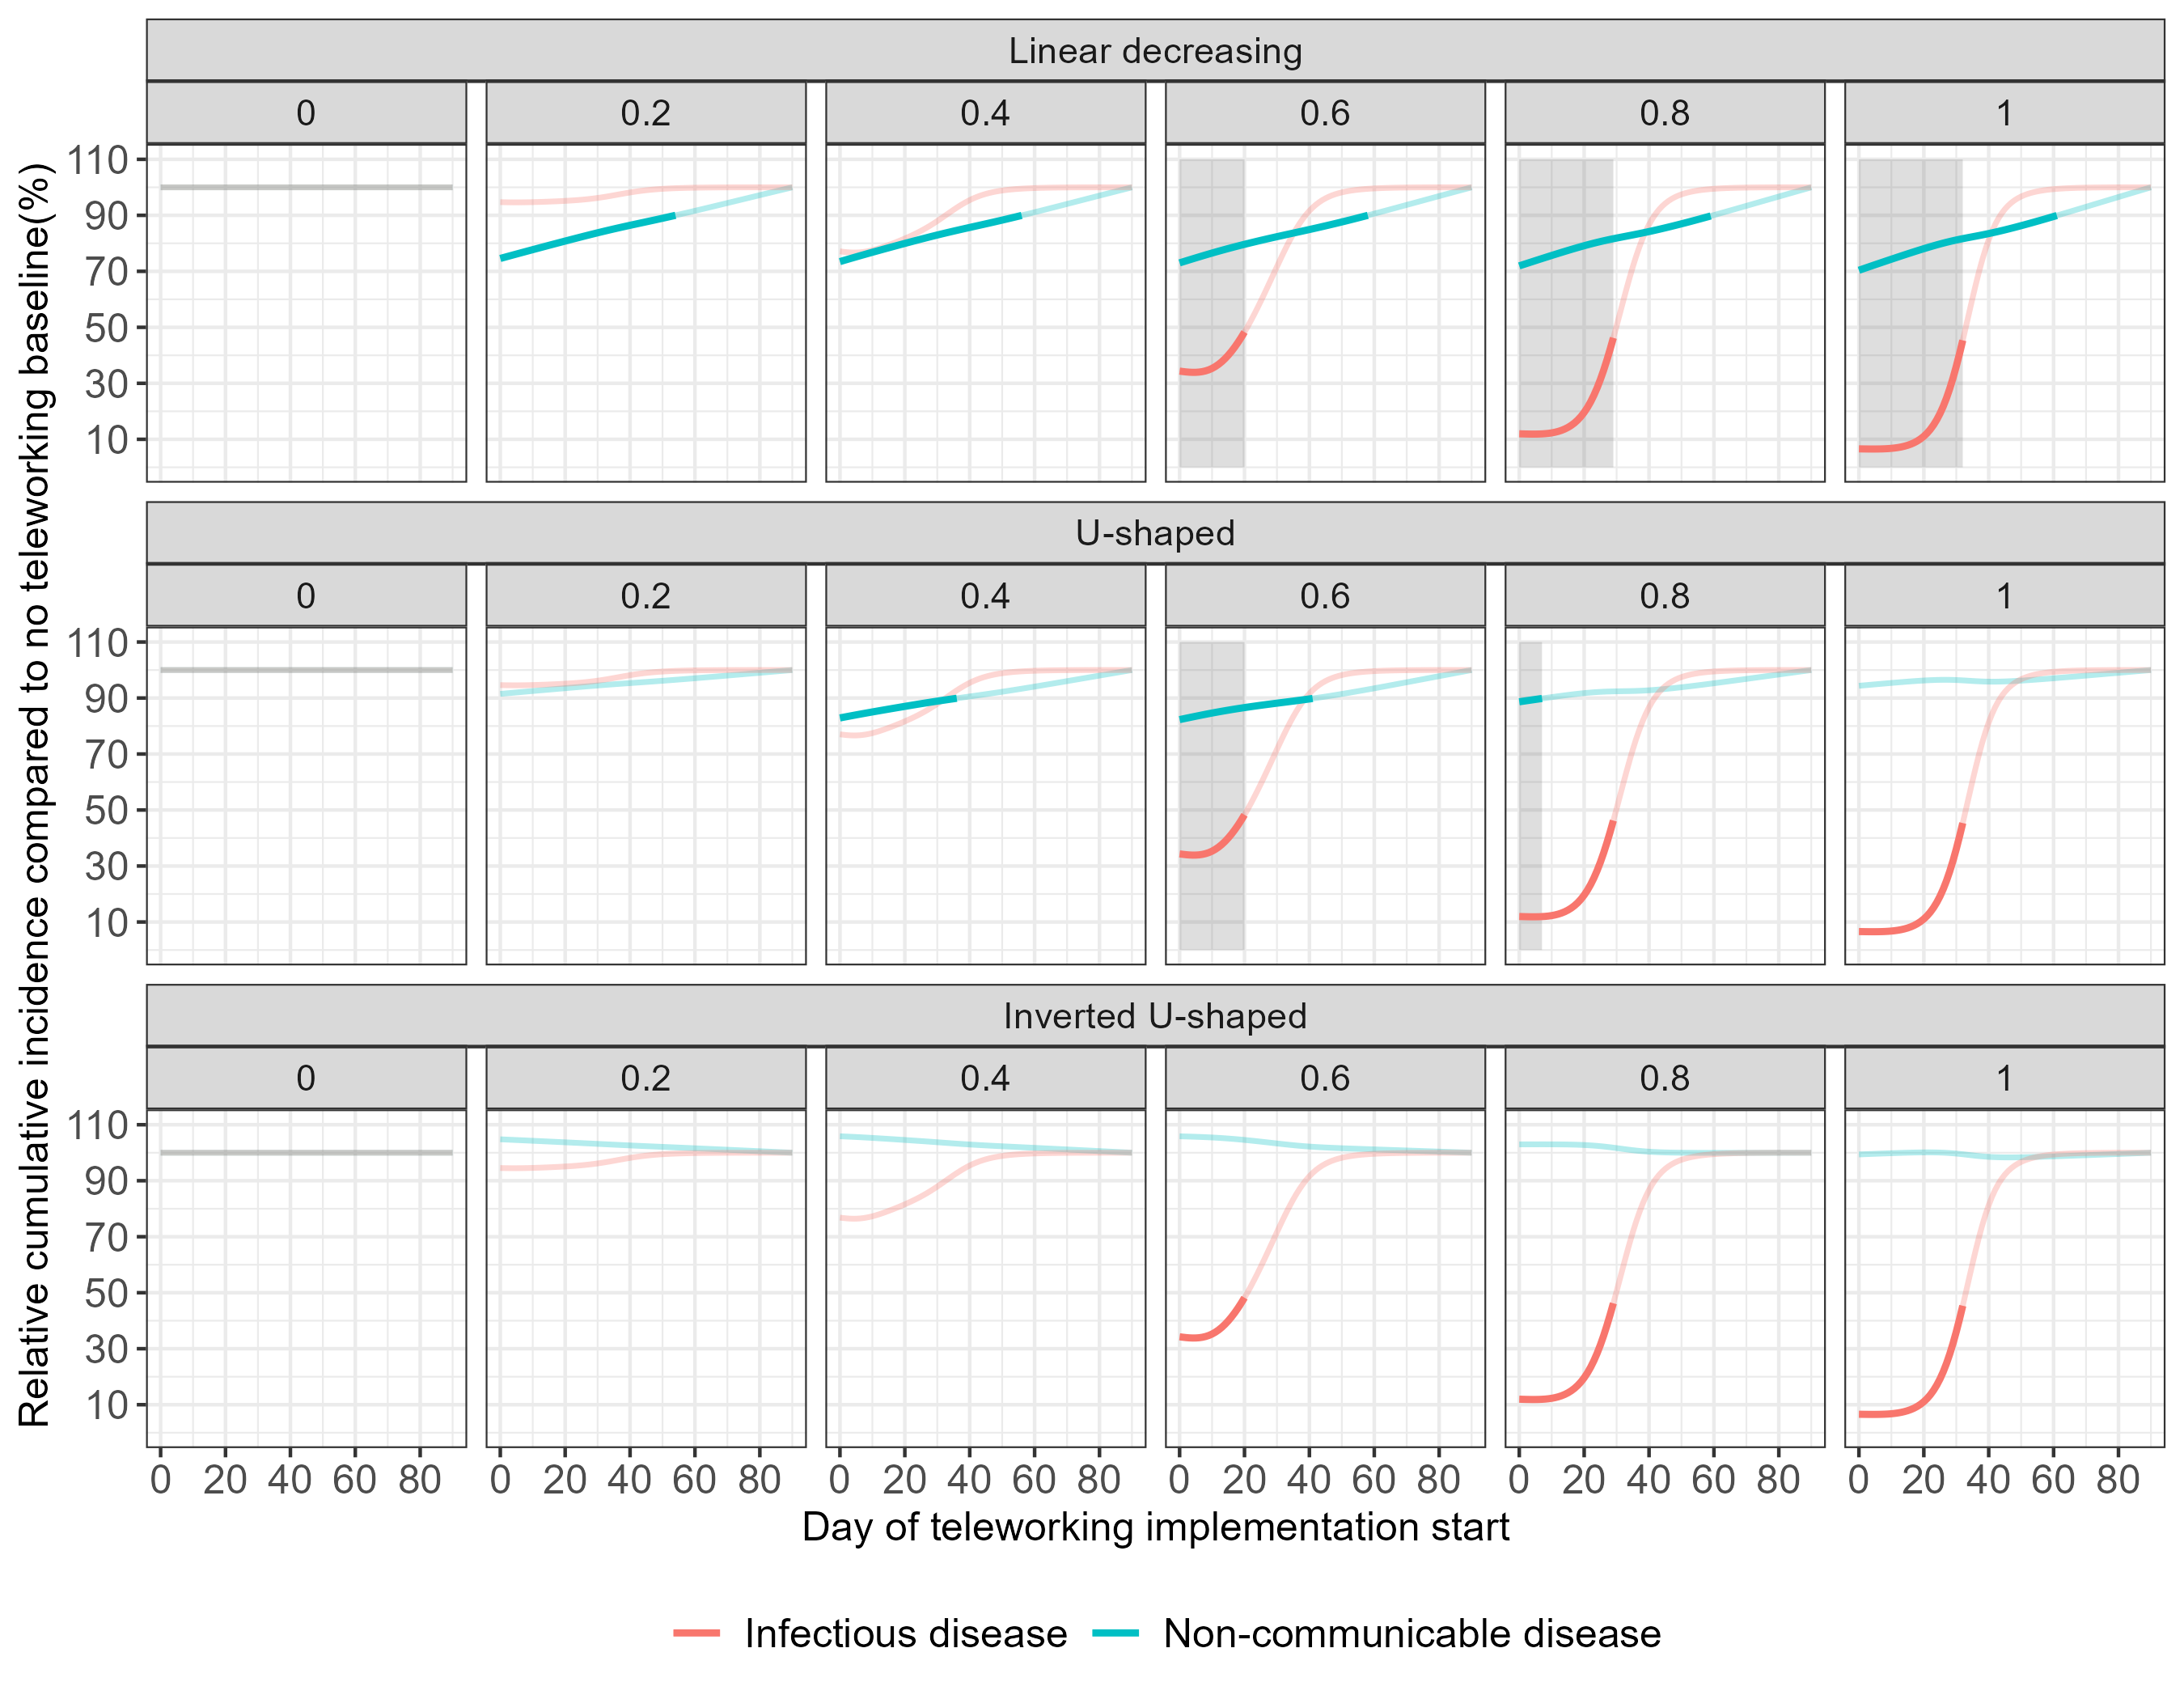 Linear decreasing
0 0.2 0.4 0.6 0.8 1
110
90
70
50
30
10
U-shaped
0 0.2 0.4 0.6 0.8 1
110
90
70
50
30
10
Inverted U-shaped
0 0.2 0.4 0.6 0.8 1
110
90
70
50
30
10
0 20 40 60 80 0 20 40 60 80 0 20 40 60 80 0 20 40 60 80 0 20 40 60 80 0 20 40 60 80
Relative cumulative incidence compared to no teleworking baseline(%)
Day of teleworking implementation start
Infectious disease Non-communicable disease